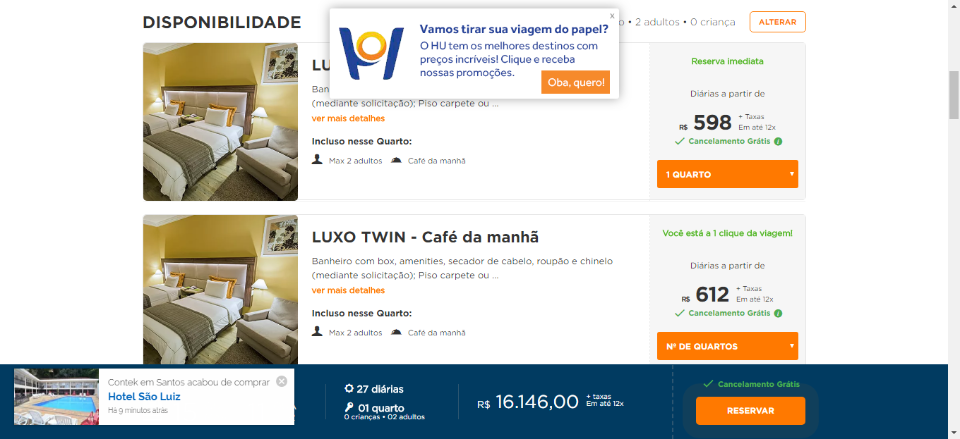 DISPONIBILIDADE
• 2 adultos • 0 criança
ALTERAR
x
Vamos tirar sua viagem do papel?
O HU tem os melhores destinos com
preços incríveis! Clique e receba
nossas promoções.
Oba, quero!
(mediante solicitação); Piso carpete ou ...
ver mais detalhes
Incluso nesse Quarto:
Max 2 adultos Café da manhã
Reserva imediata
Diárias a partir de
R$ 598 + Taxas
Em até 12x
Cancelamento Grátis i
1 QUARTO
LUXO TWIN - Café da manhã
Banheiro com box, amenities, secador de cabelo, roupão e chinelo
(mediante solicitação); Piso carpete ou ...
ver mais detalhes
Incluso nesse Quarto:
Max 2 adultos Café da manhã
Você está a 1 clique da viagem!
Diárias a partir de
R$ 612 + Taxas
Em até 12x
Cancelamento Grátis i
Nº DE QUARTOS
Contek em Santos acabou de comprar
Hotel São Luiz
Há 9 minutos atrás
27 diárias
01 quarto
0 crianças • 02 adultos
R$ 16.146,00 + taxas
Em até 12x
Cancelamento Grátis
RESERVAR